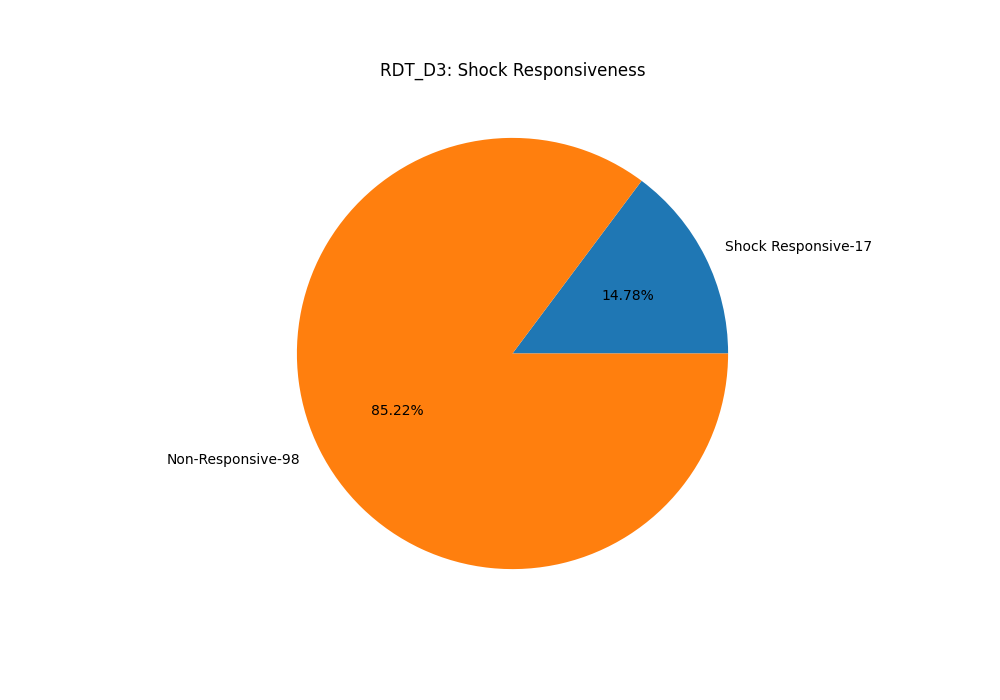 RDT_D3: Shock Responsiveness
Shock Responsive-17
14.78%
85.22%
Non-Responsive-98